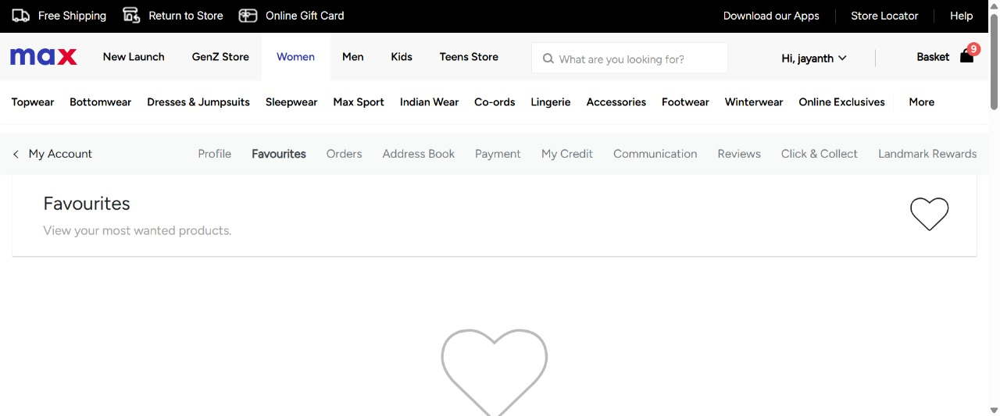 Free Shipping Return to Store Online Gift Card Download our Apps Store Locator Help
max New Launch GenZ Store Women Men Kids Teens Store What are you looking for? Hi, jayanth Basket 9
Topwear Bottomwear Dresses & Jumpsuits Sleepwear Max Sport Indian Wear Co-ords Lingerie Accessories Footwear Winterwear Online Exclusives More
My Account Profile Favourites Orders Address Book Payment My Credit Communication Reviews Click & Collect Landmark Rewards
Favourites
View your most wanted products.